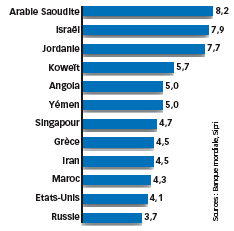 Arabie Saoudite 8,2
Israël 7,9
Jordanie 7,7
Koweït 5,7
Angola 5,0
Yémen 5,0
Singapour 4,7
Grèce 4,5
Iran 4,5
Maroc 4,3
Etats-Unis 4,1
Russie 3,7
Sources : Banque mondiale, Sipri